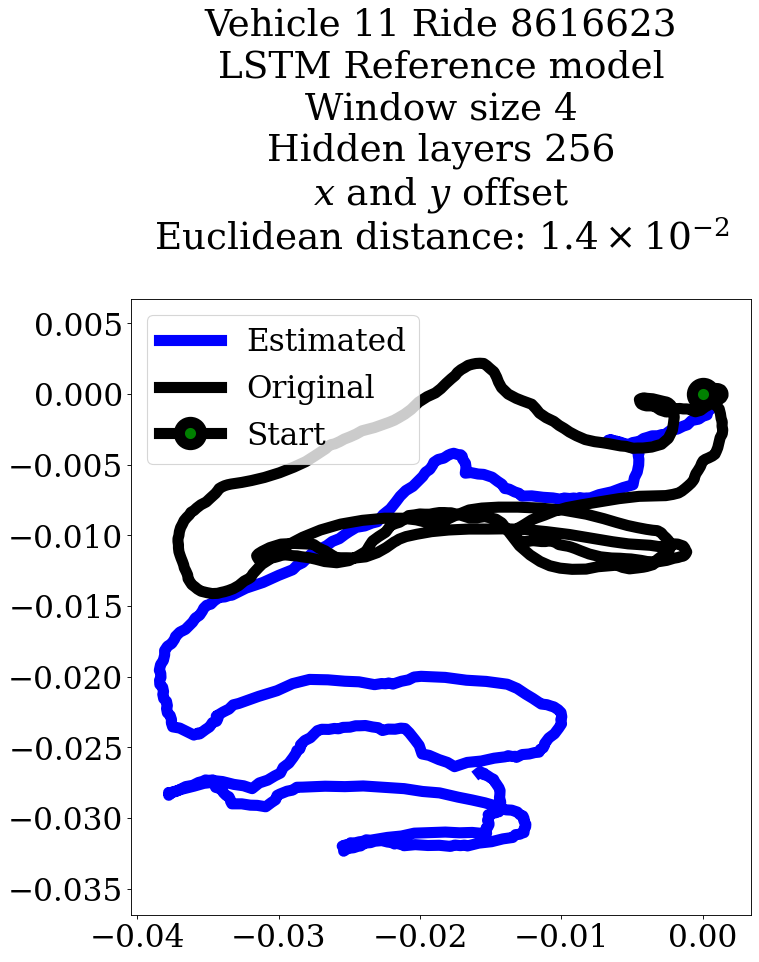 Vehicle 11 Ride 8616623
LSTM Reference model
Window size 4
Hidden layers 256
x and y offset
Euclidean distance: 1.4 × 10⁻²
Estimated
Original
Start
0.005
0.000
−0.005
−0.010
−0.015
−0.020
−0.025
−0.030
−0.035
−0.04 −0.03 −0.02 −0.01 0.00